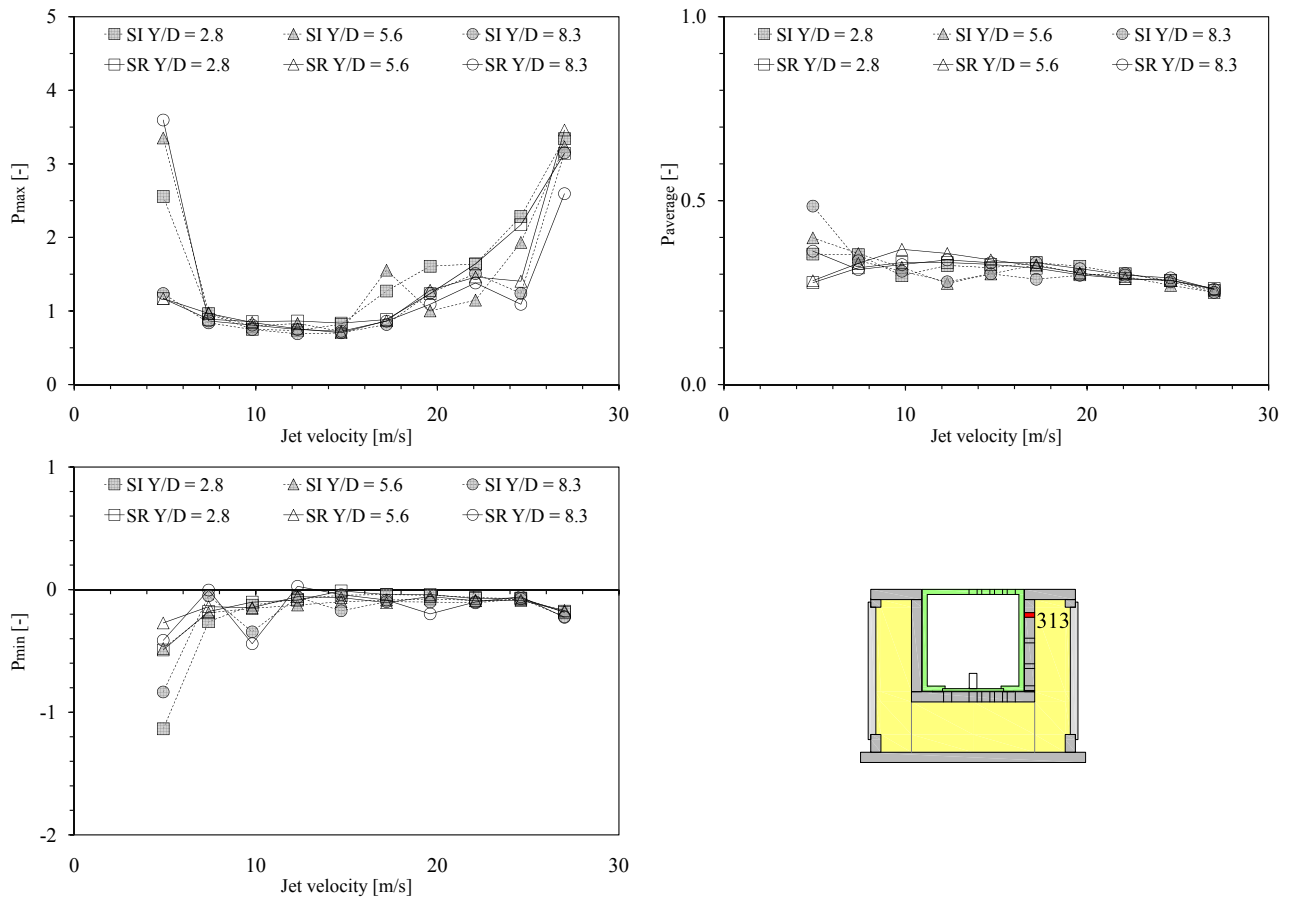 5
SI Y/D = 2.8 SI Y/D = 5.6 SI Y/D = 8.3
SR Y/D = 2.8 SR Y/D = 5.6 SR Y/D = 8.3
4
3
Pmax [-]
2
1
0
0 10 20 30
Jet velocity [m/s]
1.0
SI Y/D = 2.8 SI Y/D = 5.6 SI Y/D = 8.3
SR Y/D = 2.8 SR Y/D = 5.6 SR Y/D = 8.3
Paverage [-]
0.5
0.0
0 10 20 30
Jet velocity [m/s]
1
SI Y/D = 2.8 SI Y/D = 5.6 SI Y/D = 8.3
SR Y/D = 2.8 SR Y/D = 5.6 SR Y/D = 8.3
0
Pmin [-]
-1
-2
0 10 20 30
Jet velocity [m/s]
313